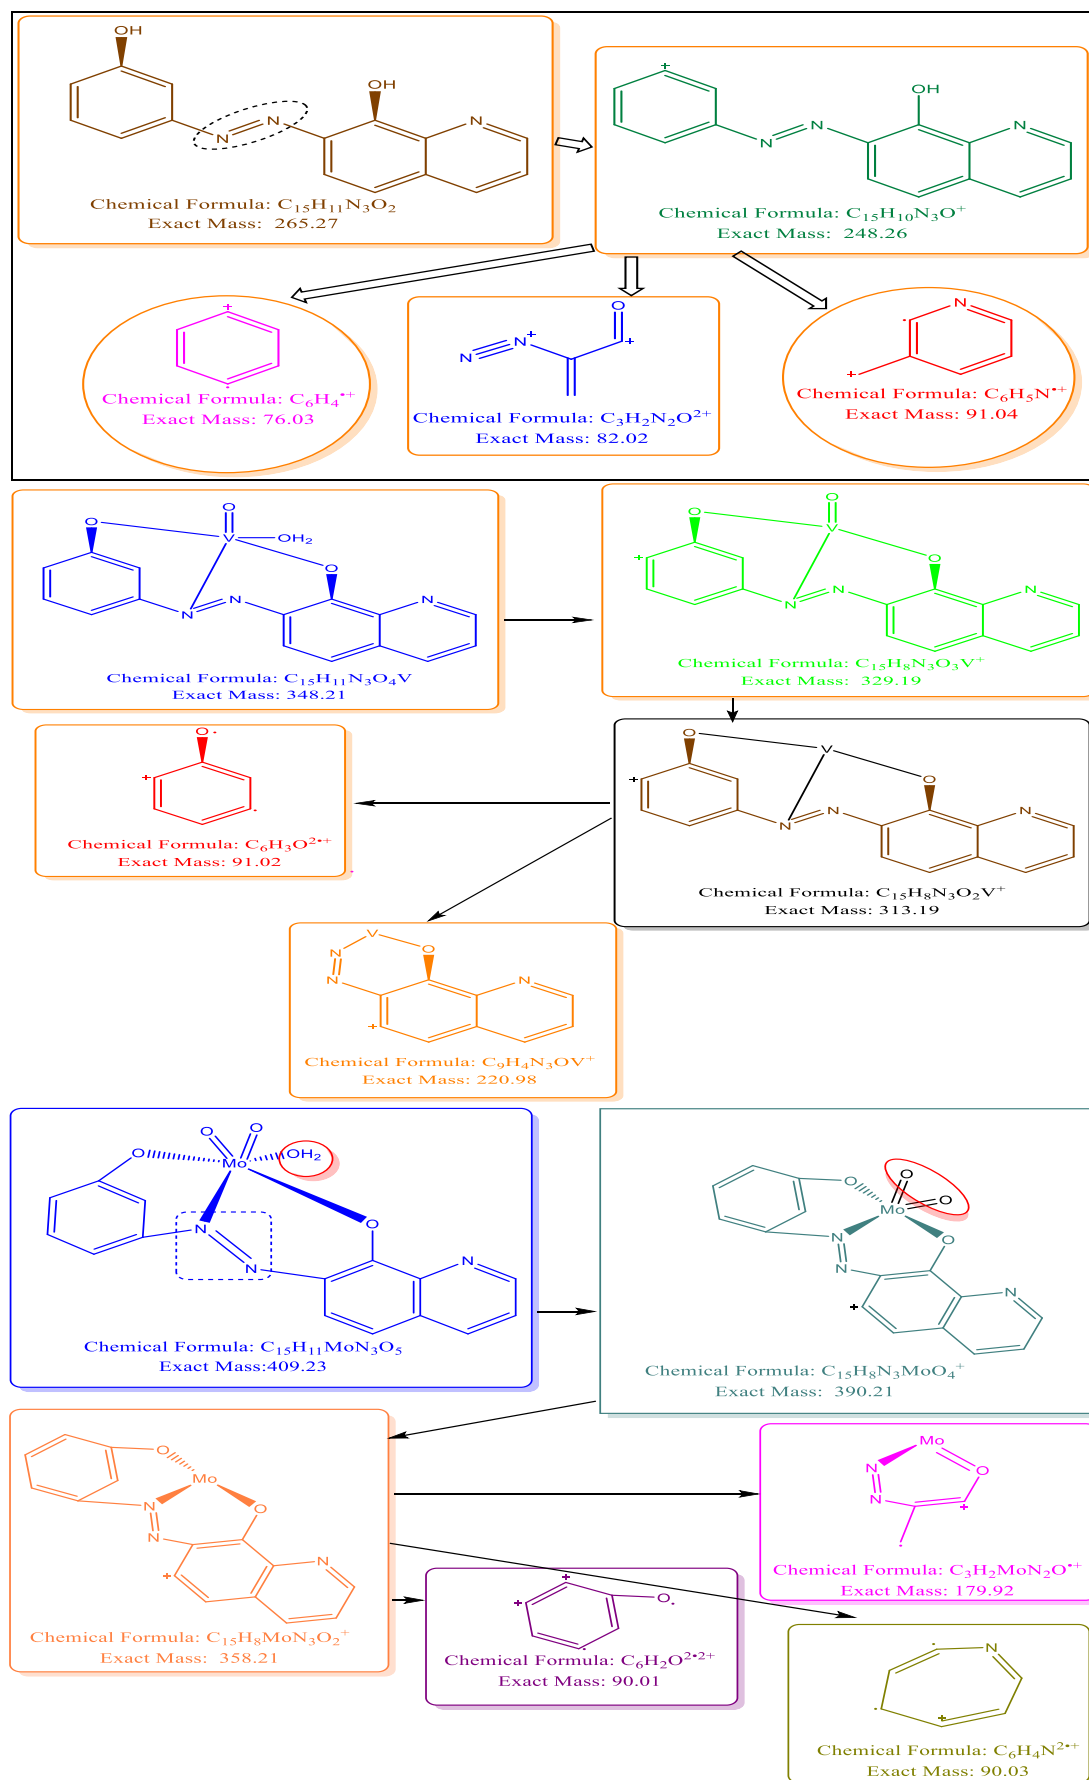 OH
OH
N
N
N
Chemical Formula: C₁₅H₁₁N₃O₂
Exact Mass: 265.27
+
OH
N
N
N
Chemical Formula: C₁₅H₁₀N₃O⁺
Exact Mass: 248.26
+
Chemical Formula: C₆H₄•⁺
Exact Mass: 76.03
O
N
N
+
+
Chemical Formula: C₃H₂N₂O²⁺
Exact Mass: 82.02
N
+
Chemical Formula: C₆H₅N•⁺
Exact Mass: 91.04
O
O
V
OH₂
O
N
N
N
Chemical Formula: C₁₅H₁₁N₃O₄V
Exact Mass: 348.21
O
O
V
O
+
N
N
N
Chemical Formula: C₁₅H₈N₃O₃V⁺
Exact Mass: 329.19
O
+
Chemical Formula: C₆H₃O²•⁺
Exact Mass: 91.02
O
V
O
+
N
N
N
Chemical Formula: C₁₅H₈N₃O₂V⁺
Exact Mass: 313.19
V
O
N
N
N
+
Chemical Formula: C₉H₄N₃OV⁺
Exact Mass: 220.98
O
O
O
Mo
OH₂
O
N
N
N
Chemical Formula: C₁₅H₁₁MoN₃O₅
Exact Mass:409.23
O
O
O
Mo
O
N
N
N
+
Chemical Formula: C₁₅H₈N₃MoO₄⁺
Exact Mass: 390.21
O
Mo
O
N
N
N
+
Chemical Formula: C₁₅H₈MoN₃O₂⁺
Exact Mass: 358.21
Mo
O
N
N
+
Chemical Formula: C₃H₂MoN₂O•⁺
Exact Mass: 179.92
+
+
O
Chemical Formula: C₆H₂O²•²⁺
Exact Mass: 90.01
N
+
Chemical Formula: C₆H₄N²•⁺
Exact Mass: 90.03